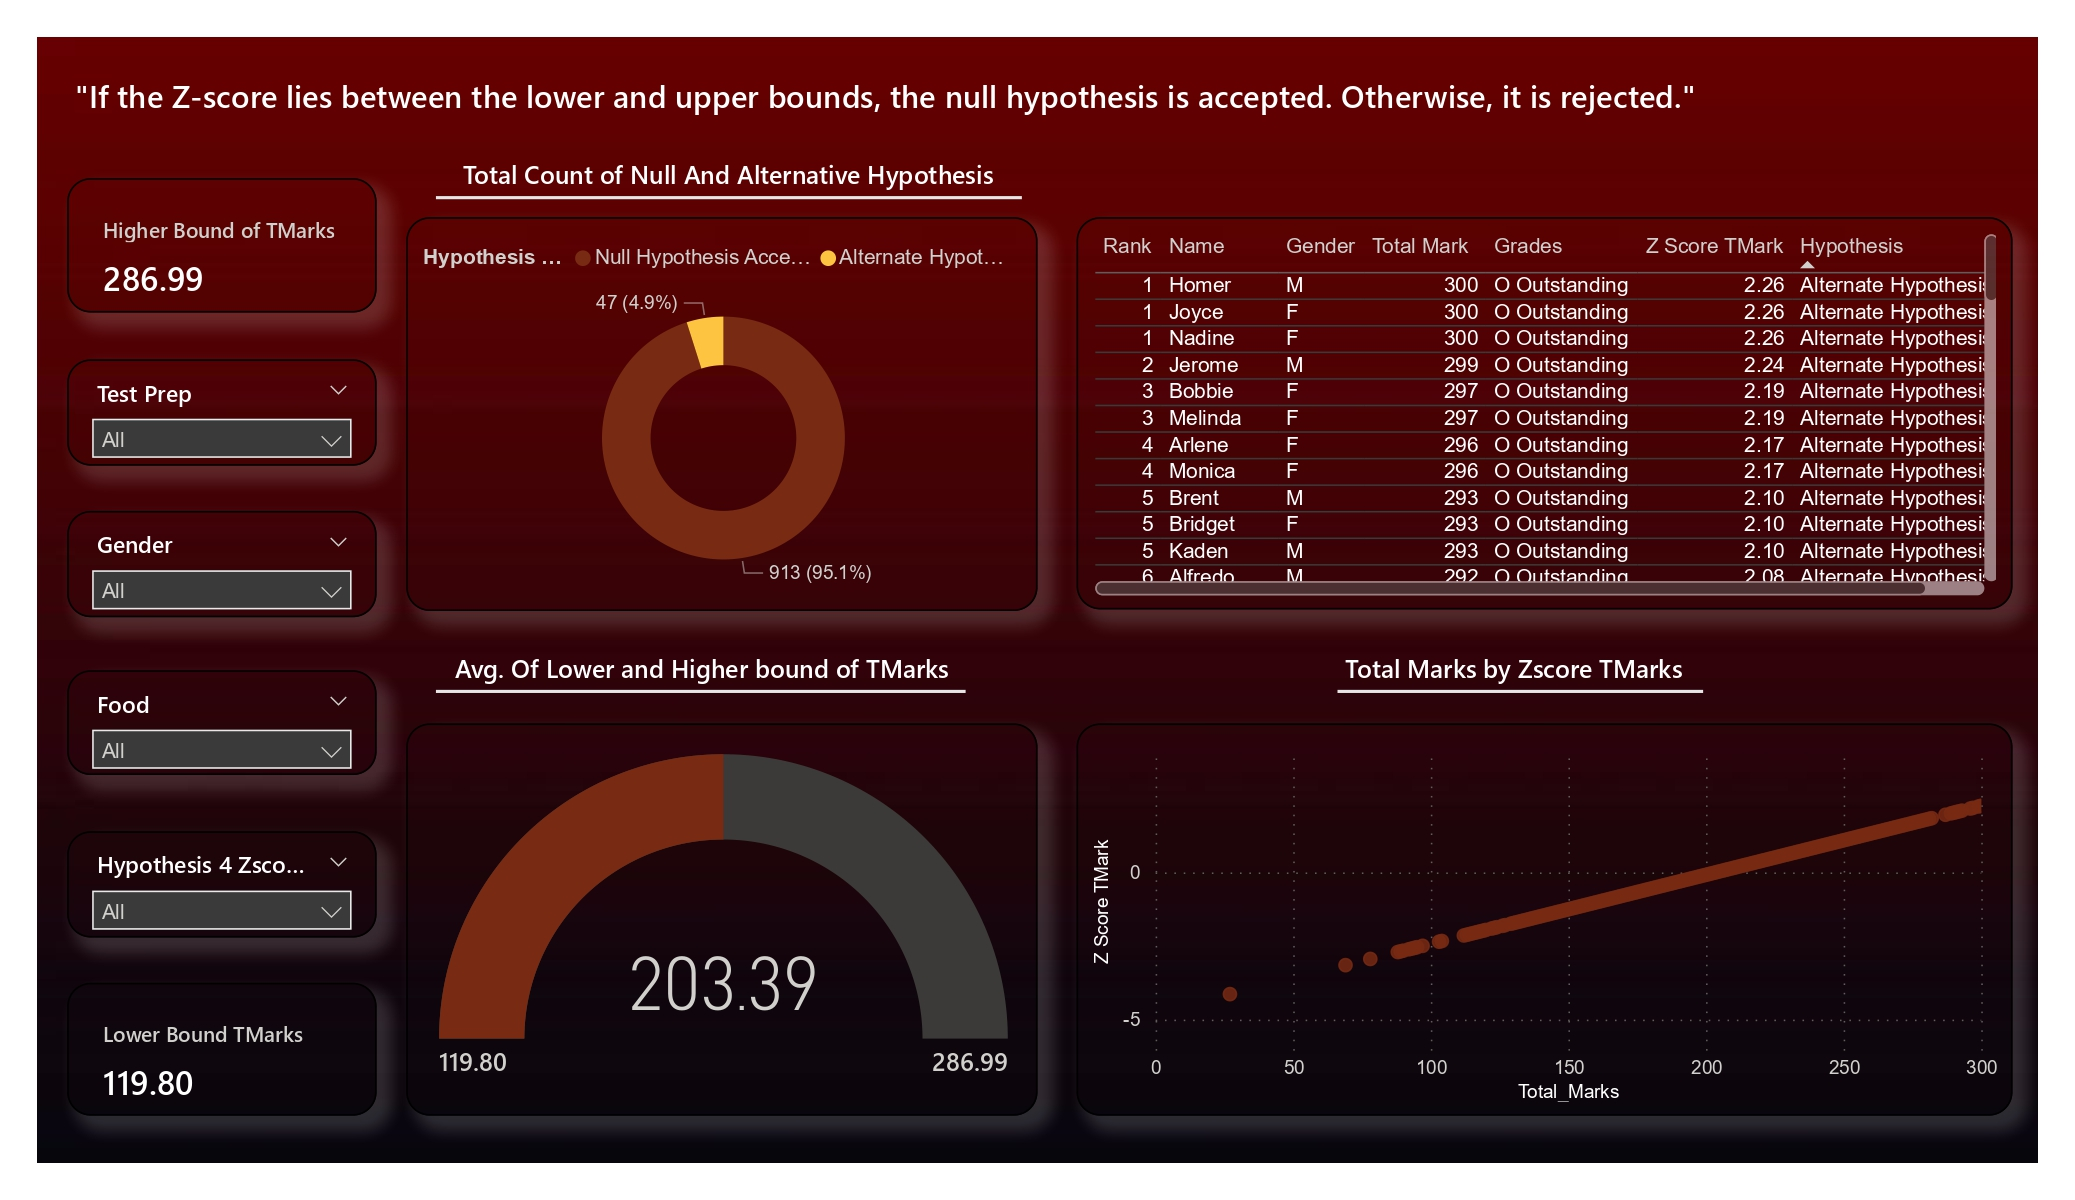 "If the Z-score lies between the lower and upper bounds, the null hypothesis is accepted. Otherwise, it is rejected."
Higher Bound of TMarks
286.99
Test Prep
All
Gender
All
Food
All
Hypothesis 4 Zsco...
All
Lower Bound TMarks
119.80
Total Count of Null And Alternative Hypothesis
Hypothesis ... Null Hypothesis Acce... Alternate Hypot...
47 (4.9%)
913 (95.1%)
Rank Name Gender Total Mark Grades Z Score TMark Hypothesis
1 Homer M 300 O Outstanding 2.26 Alternate Hypothesis
1 Joyce F 300 O Outstanding 2.26 Alternate Hypothesis
1 Nadine F 300 O Outstanding 2.26 Alternate Hypothesis
2 Jerome M 299 O Outstanding 2.24 Alternate Hypothesis
3 Bobbie F 297 O Outstanding 2.19 Alternate Hypothesis
3 Melinda F 297 O Outstanding 2.19 Alternate Hypothesis
4 Arlene F 296 O Outstanding 2.17 Alternate Hypothesis
4 Monica F 296 O Outstanding 2.17 Alternate Hypothesis
5 Brent M 293 O Outstanding 2.10 Alternate Hypothesis
5 Bridget F 293 O Outstanding 2.10 Alternate Hypothesis
5 Kaden M 293 O Outstanding 2.10 Alternate Hypothesis
6 Alfredo M 292 O Outstanding 2.08 Alternate Hypothesis
Avg. Of Lower and Higher bound of TMarks
203.39
119.80 286.99
Total Marks by Zscore TMarks
Z Score TMark
0
-5
0 50 100 150 200 250 300
Total_Marks